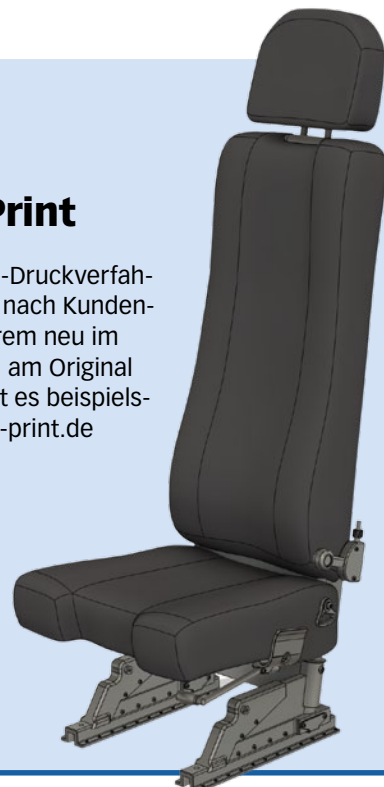 Print
-Druckverfah-
nach Kunden-
rem neu im
am Original
t es beispiels-
-print.de